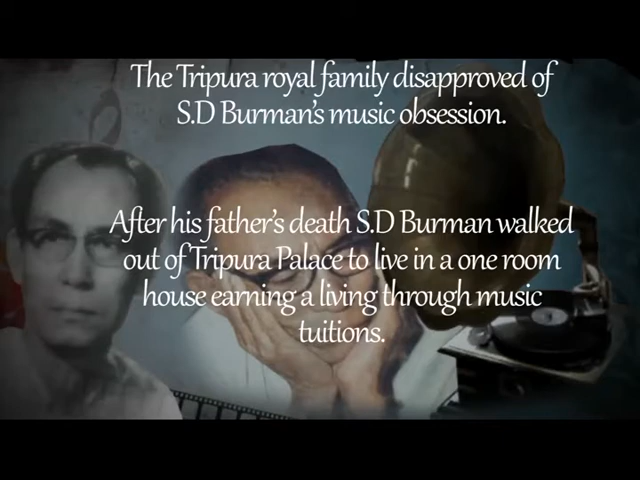 The Tripura royal family disapproved of
S.D Burman's music obsession.
After his father's death S.D Burman walked
out of Tripura Palace to live in a one room
house earning a living through music
tuitions.